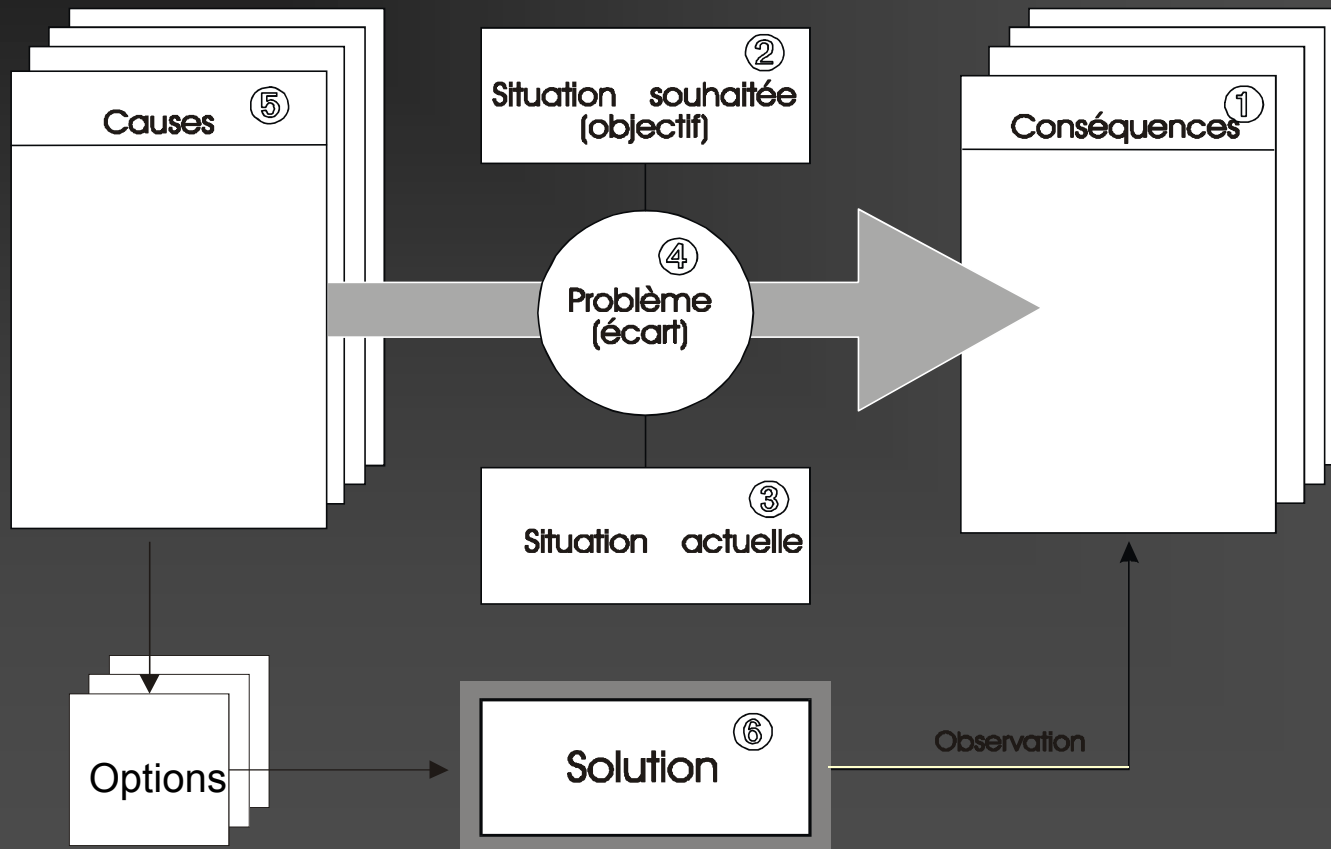 ⑤
Causes
②
Situation souhaitée
(objectif)
①
Conséquences
④
Problème
(écart)
③
Situation actuelle
Options
⑥
Solution
Observation